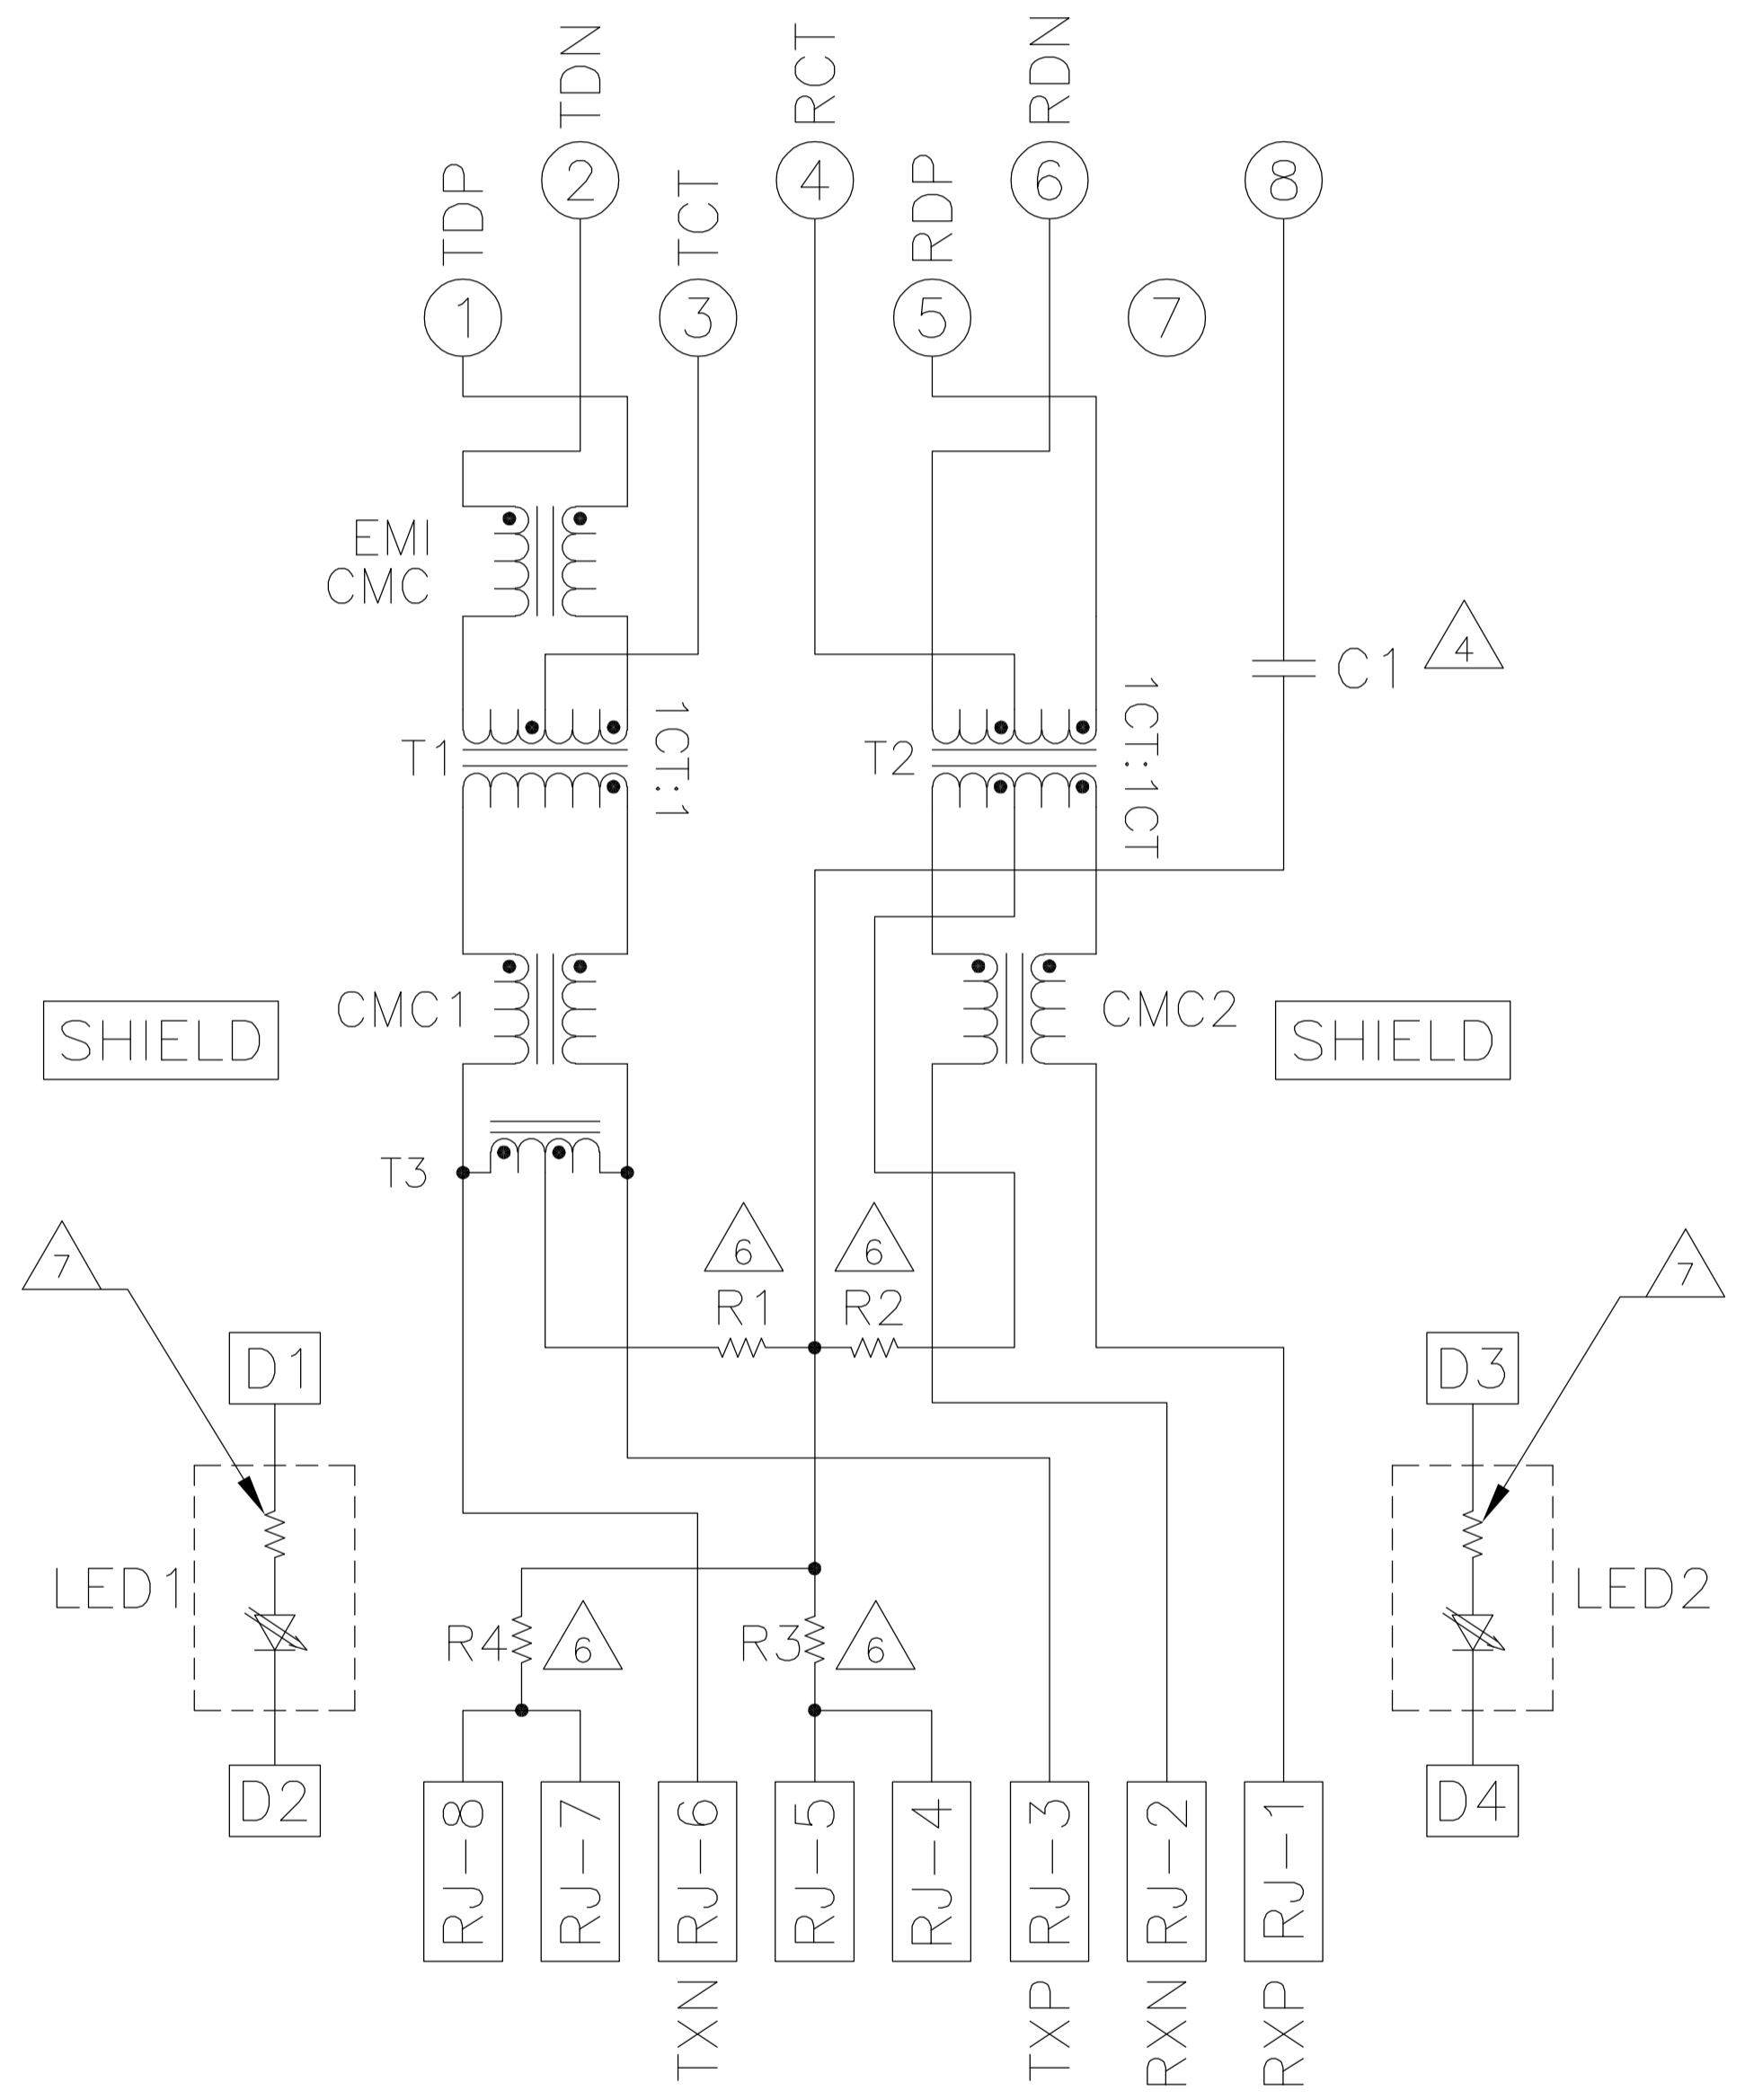 TDN
RCT
RDN
TDP
TCT
RDP
2
4
6
8
1
3
5
7
EMI
CMC
4
C1
T1
1CT:1
T2
1CT:1CT
CMC1
CMC2
SHIELD
SHIELD
T3
7
6
6
7
R1
R2
D1
D3
LED1
LED2
R4
6
R3
6
D2
D4
RJ-8
RJ-7
RJ-6
RJ-5
RJ-4
RJ-3
RJ-2
RJ-1
TXN
TXP
RXN
RXP